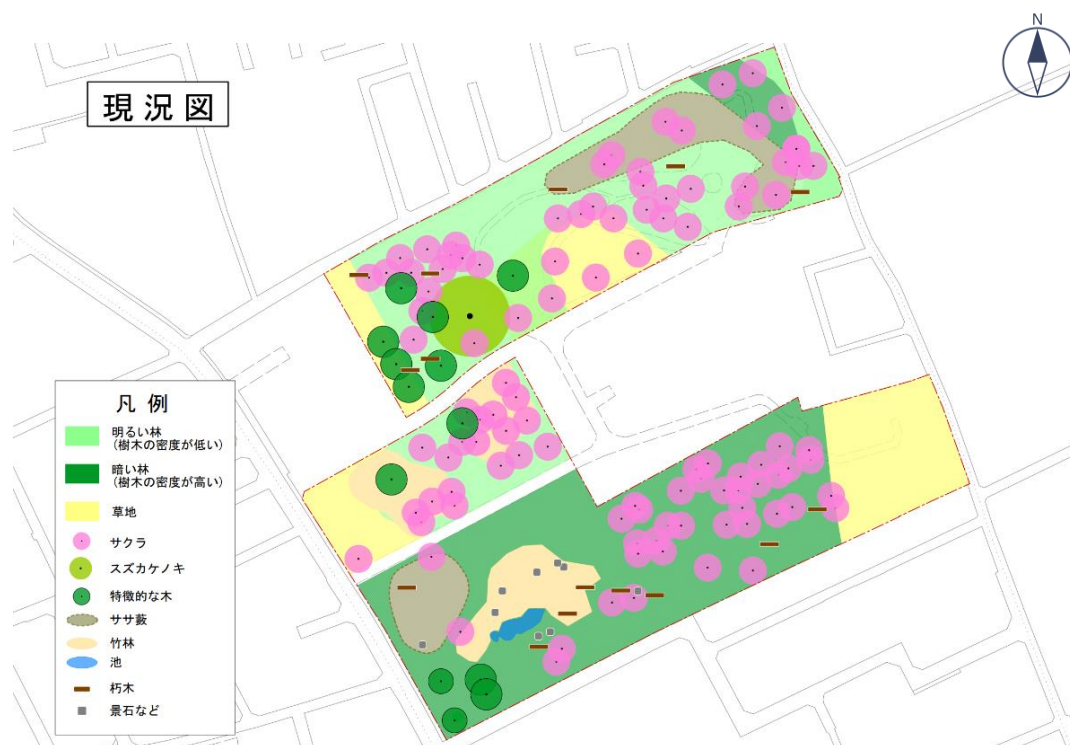 N
現況図
凡例
明るい林
(樹木の密度が低い)
暗い林
(樹木の密度が高い)
草地
サクラ
スズカケノキ
特徴的な木
ササ藪
竹林
池
朽木
景石など